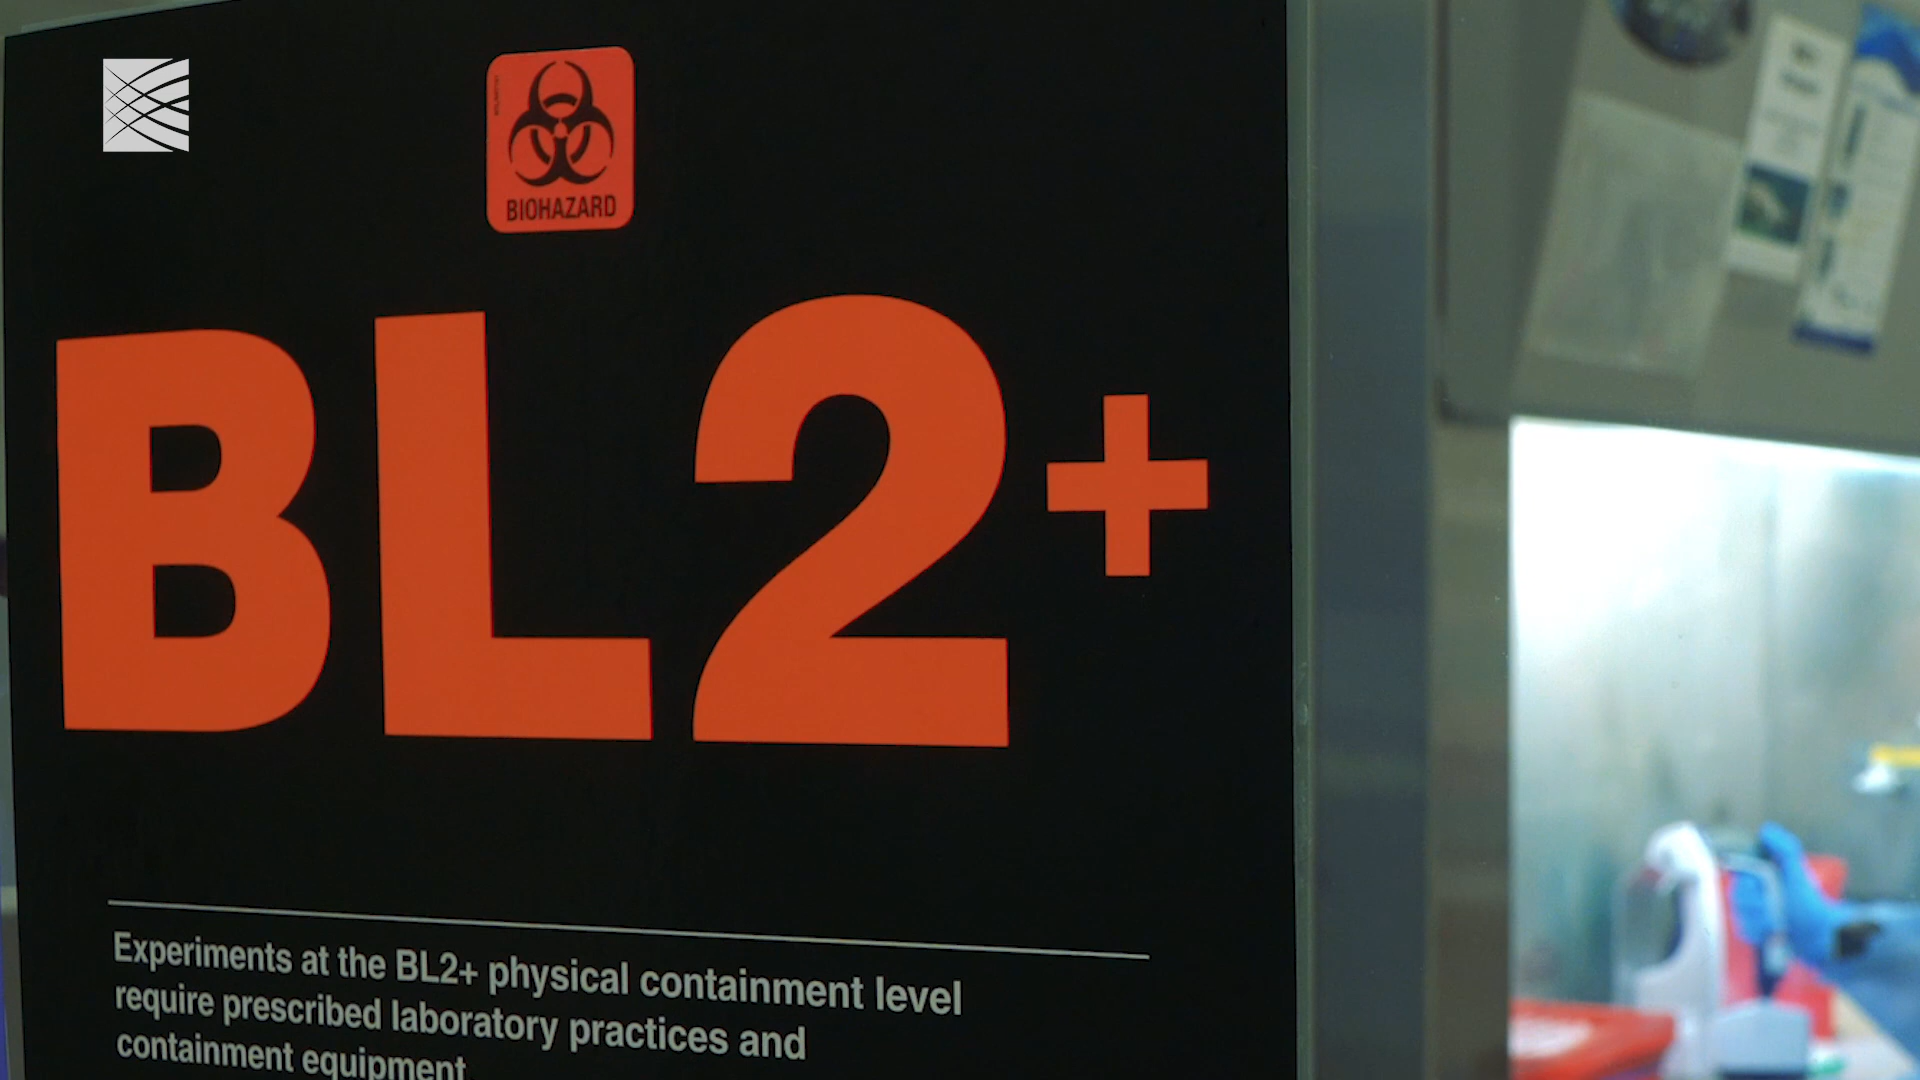 BIOHAZARD
BL2+
Experiments at the BL2+ physical containment level
require prescribed laboratory practices and
containment equipment.